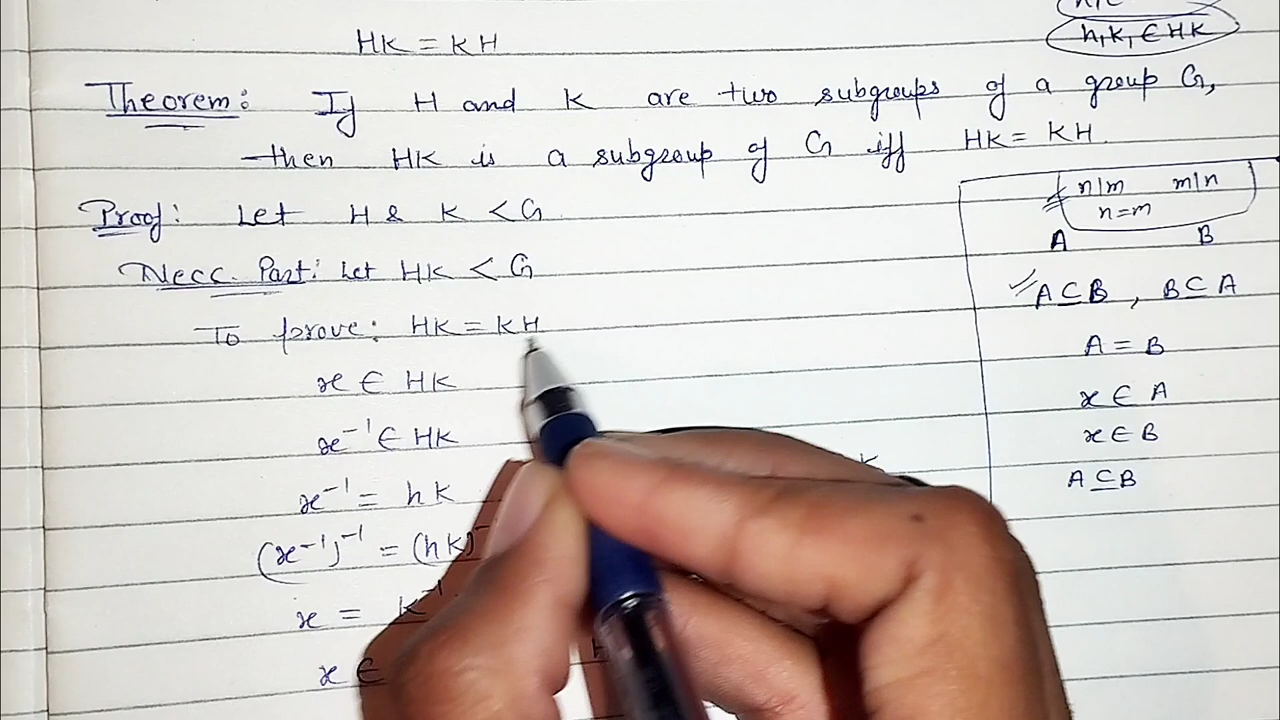 HK = KH
h₁k₁ ∈ HK
Theorem: If H and K are two subgroups of a group G,
then HK is a subgroup of G iff HK = KH.
Proof: Let H & K < G
Necc. Part: Let HK < G
To prove: HK = KH
x ∈ HK
x⁻¹ ∈ HK
x⁻¹ = hk
(x⁻¹)⁻¹ = (hk)
x = k⁻¹
x ∈
n|m m|n
n=m
A B
A ⊆ B , B ⊆ A
A = B
x ∈ A
x ∈ B
A ⊆ B